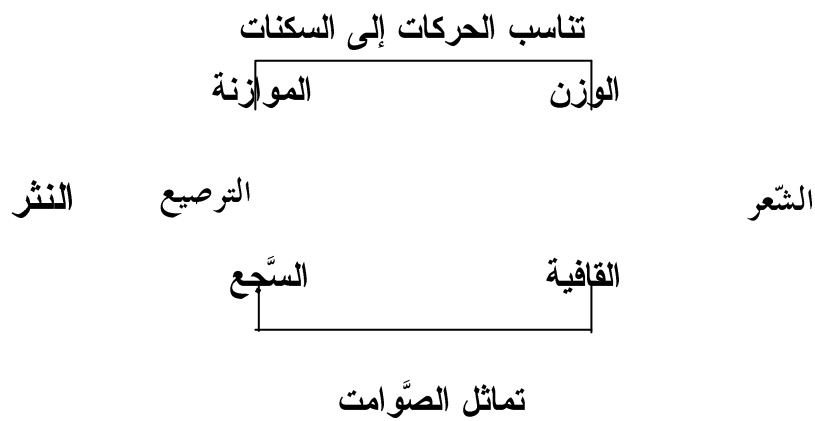 تناسب الحركات إلى السكنات
الوزن الموازنة
الشّعر الترصيع النثر
القافية السَّجع
تماثل الصَّوامت